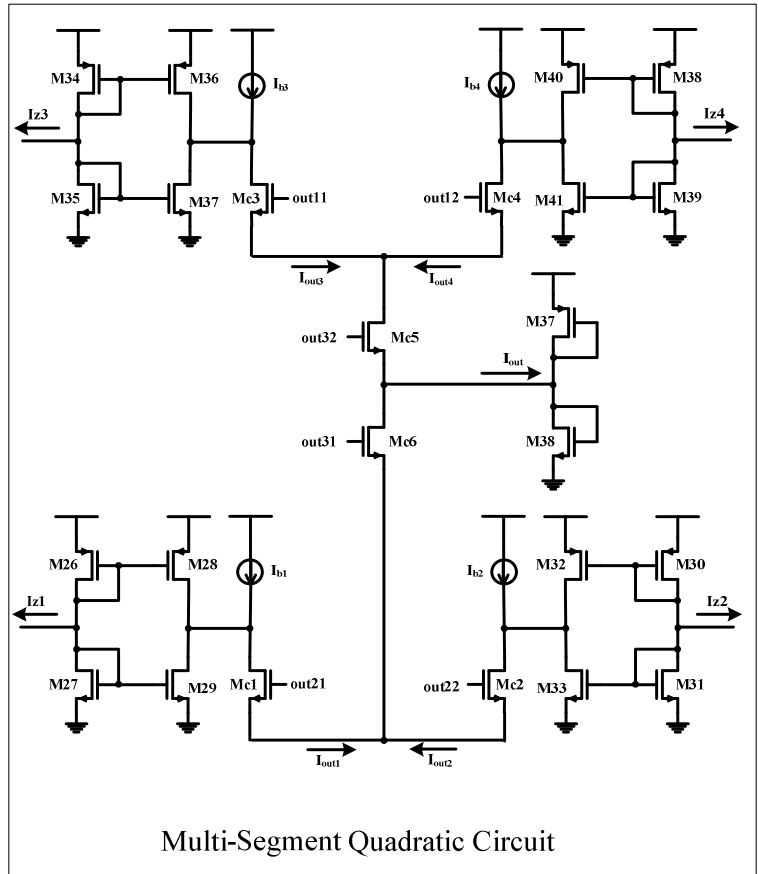 M34
M36
Ib3
Ib4
M40
M38
Iz3
Iz4
M35
M37
Mc3
out11
out12
Mc4
M41
M39
Iout3
Iout4
M37
out32
Mc5
Iout
out31
Mc6
M38
M26
M28
Ib1
Ib2
M32
M30
Iz1
Iz2
M27
M29
Mc1
out21
out22
Mc2
M33
M31
Iout1
Iout2
Multi-Segment Quadratic Circuit